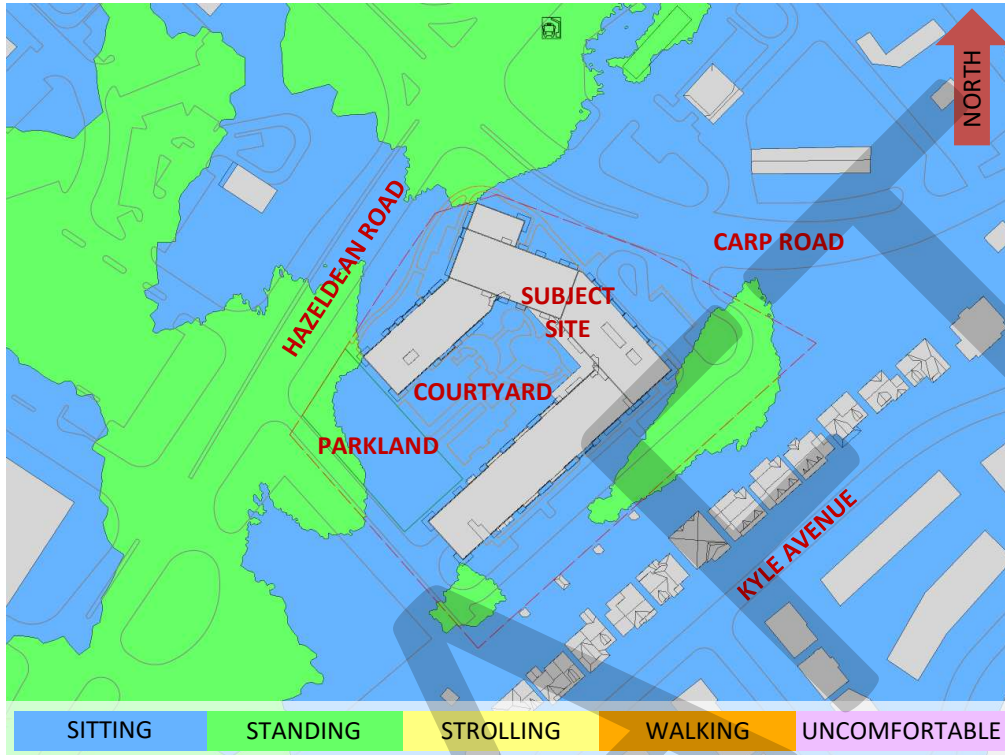 NORTH
HAZELDEAN ROAD
CARP ROAD
SUBJECT
SITE
COURTYARD
PARKLAND
KYLE AVENUE
SITTING
STANDING
STROLLING
WALKING
UNCOMFORTABLE